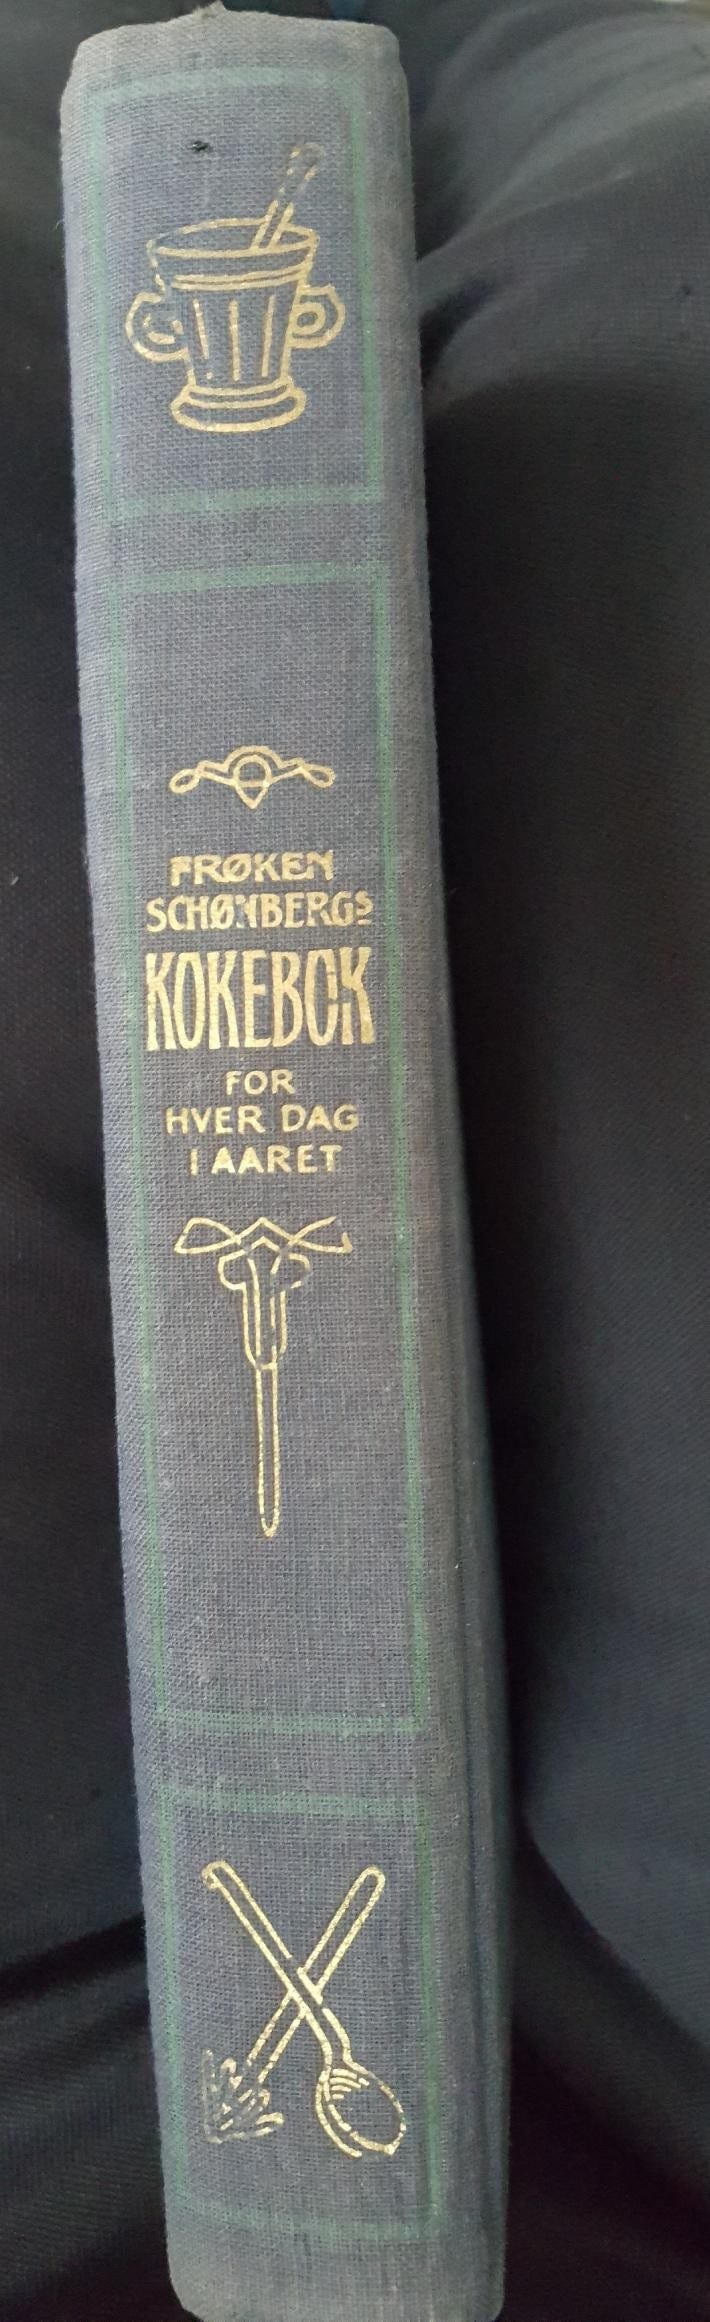 FRØKEN
SCHØNBERGS
KOKEBOK
FOR
HVER DAG
I AARET